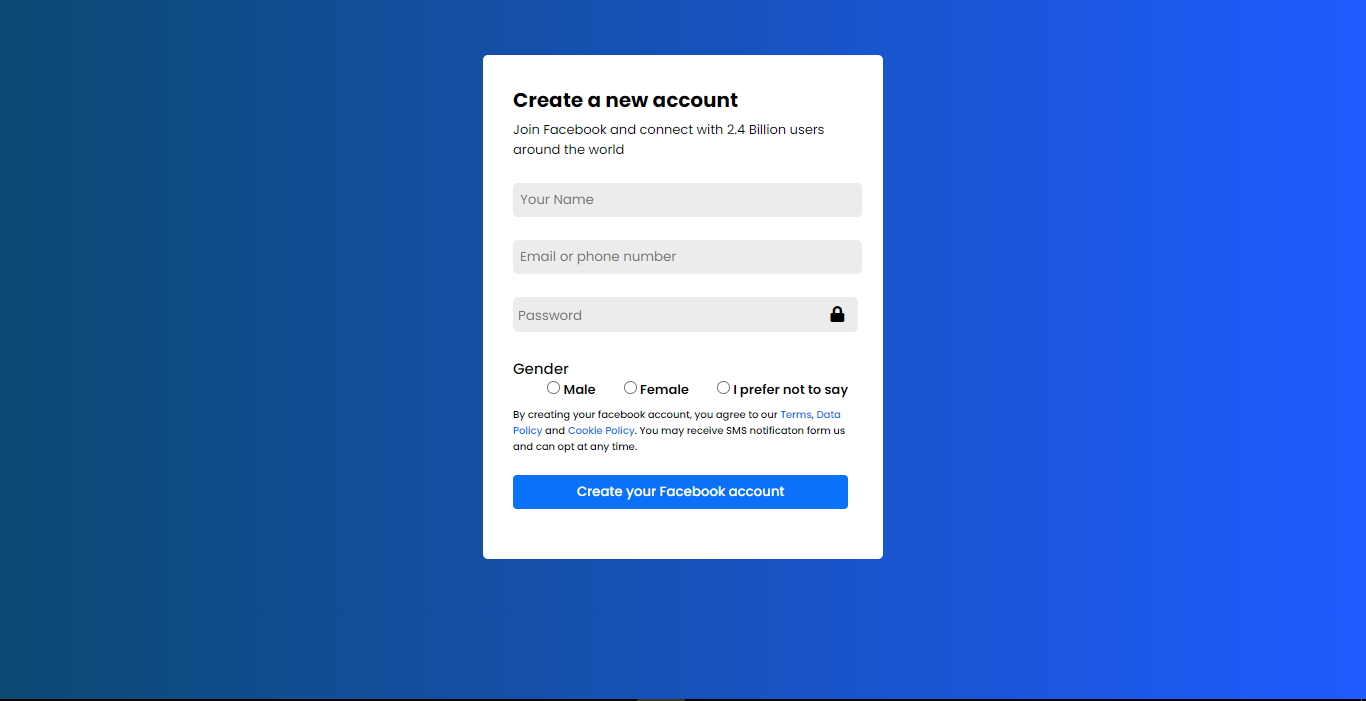 Create a new account
Join Facebook and connect with 2.4 Billion users
around the world
Your Name
Email or phone number
Password
Gender
Male Female I prefer not to say
By creating your facebook account, you agree to our Terms, Data
Policy and Cookie Policy. You may receive SMS notificaton form us
and can opt at any time.
Create your Facebook account